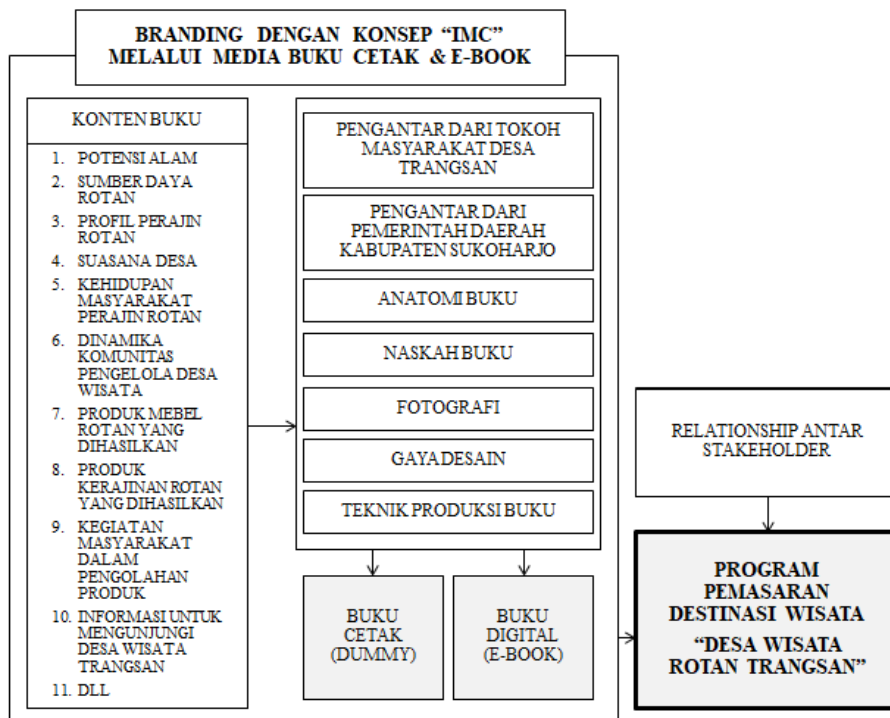 BRANDING DENGAN KONSEP “IMC”
MELALUI MEDIA BUKU CETAK & E-BOOK
KONTEN BUKU
1. POTENSI ALAM
2. SUMBER DAYA
ROTAN
3. PROFIL PERAJIN
ROTAN
4. SUASANA DESA
5. KEHIDUPAN
MASYARAKAT
PERAJIN ROTAN
6. DINAMIKA
KOMUNITAS
PENGELOLA DESA
WISATA
7. PRODUK MEBEL
ROTAN YANG
DIHASILKAN
8. PRODUK
KERAJINAN ROTAN
YANG DIHASILKAN
9. KEGIATAN
MASYARAKAT
DALAM
PENGOLAHAN
PRODUK
10. INFORMASI UNTUK
MENGUNJUNGI
DESA WISATA
TRANGSAN
11. DLL
PENGANTAR DARI TOKOH
MASYARAKAT DESA
TRANGSAN
PENGANTAR DARI
PEMERINTAH DAERAH
KABUPATEN SUKOHARJO
ANATOMI BUKU
NASKAH BUKU
FOTOGRAFI
GAYA DESAIN
TEKNIK PRODUKSI BUKU
BUKU
CETAK
(DUMMY)
BUKU
DIGITAL
(E-BOOK)
RELATIONSHIP ANTAR
STAKEHOLDER
PROGRAM
PEMASARAN
DESTINASI WISATA
“DESA WISATA
ROTAN TRANGSAN”